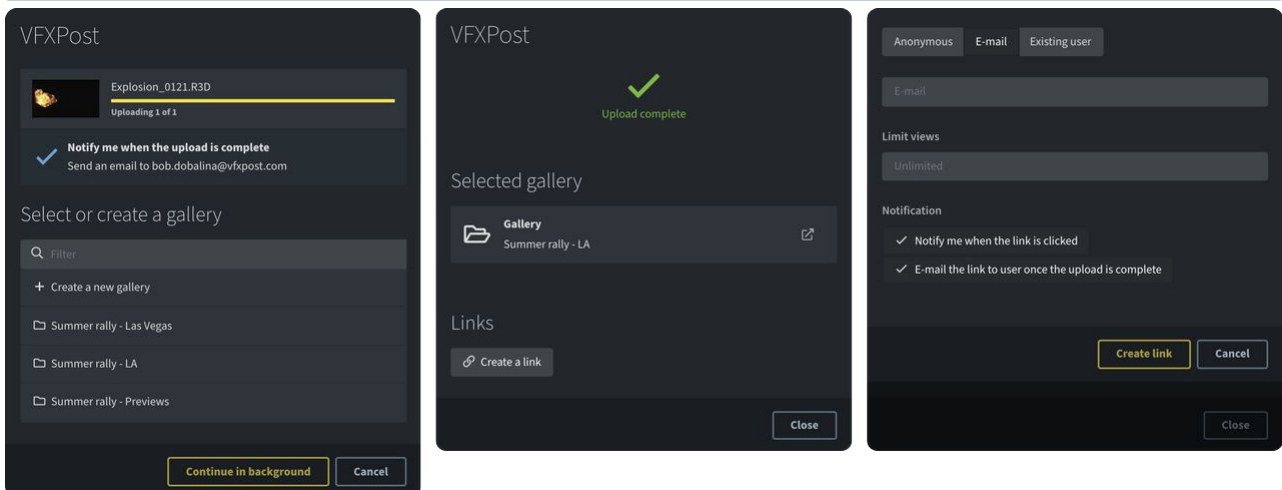 VFXPost
Explosion_0121.R3D
Uploading 1 of 1
Notify me when the upload is complete
Send an email to bob.dobalina@vfxpost.com
Select or create a gallery
Filter
Create a new gallery
Summer rally - Las Vegas
Summer rally - LA
Summer rally - Previews
Continue in background
Cancel
VFXPost
Upload complete
Selected gallery
Gallery
Summer rally - LA
Links
Create a link
Close
Anonymous
E-mail
Existing user
E-mail
Limit views
Unlimited
Notification
Notify me when the link is clicked
E-mail the link to user once the upload is complete
Create link
Cancel
Close